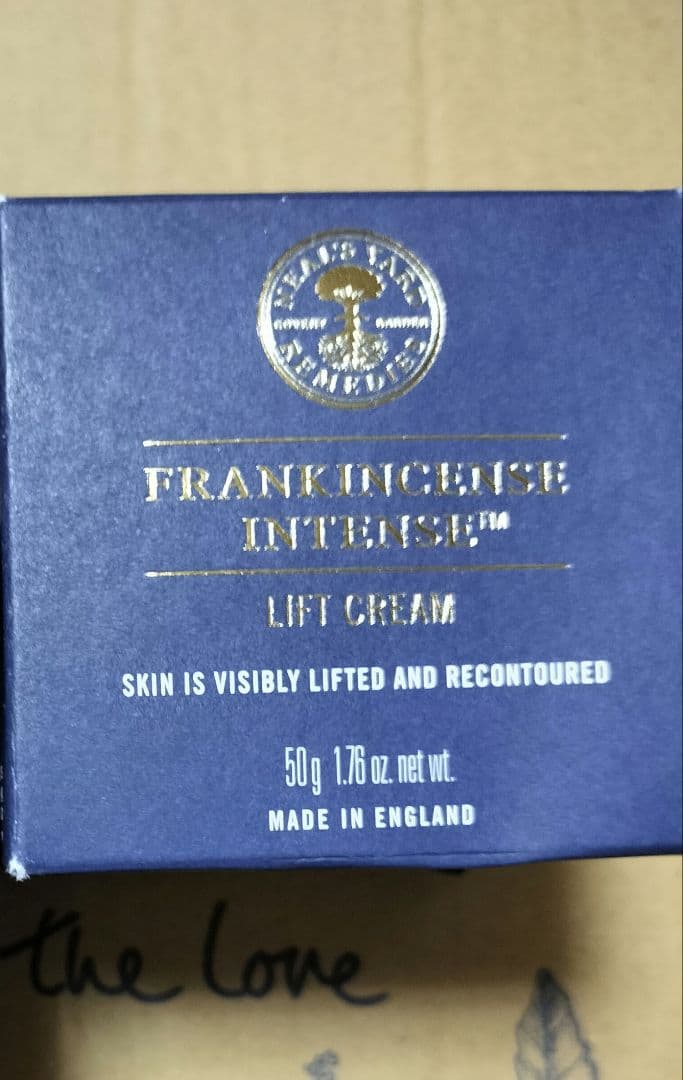 NEAL'S YARD
COVENT GARDEN
REMEDIES
FRANKINCENSE
INTENSE™
LIFT CREAM
SKIN IS VISIBLY LIFTED AND RECONTOURED
50g 1.76 oz. net wt.
MADE IN ENGLAND
the love